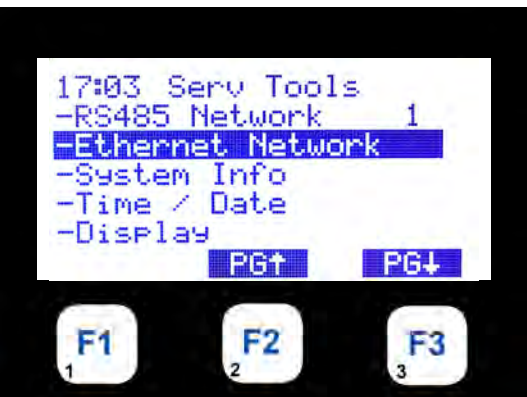 17:03 Serv Tools
-RS485 Network 1
-Ethernet Network
-System Info
-Time / Date
-Display
PG↑ PG↓
F1 F2 F3
1 2 3